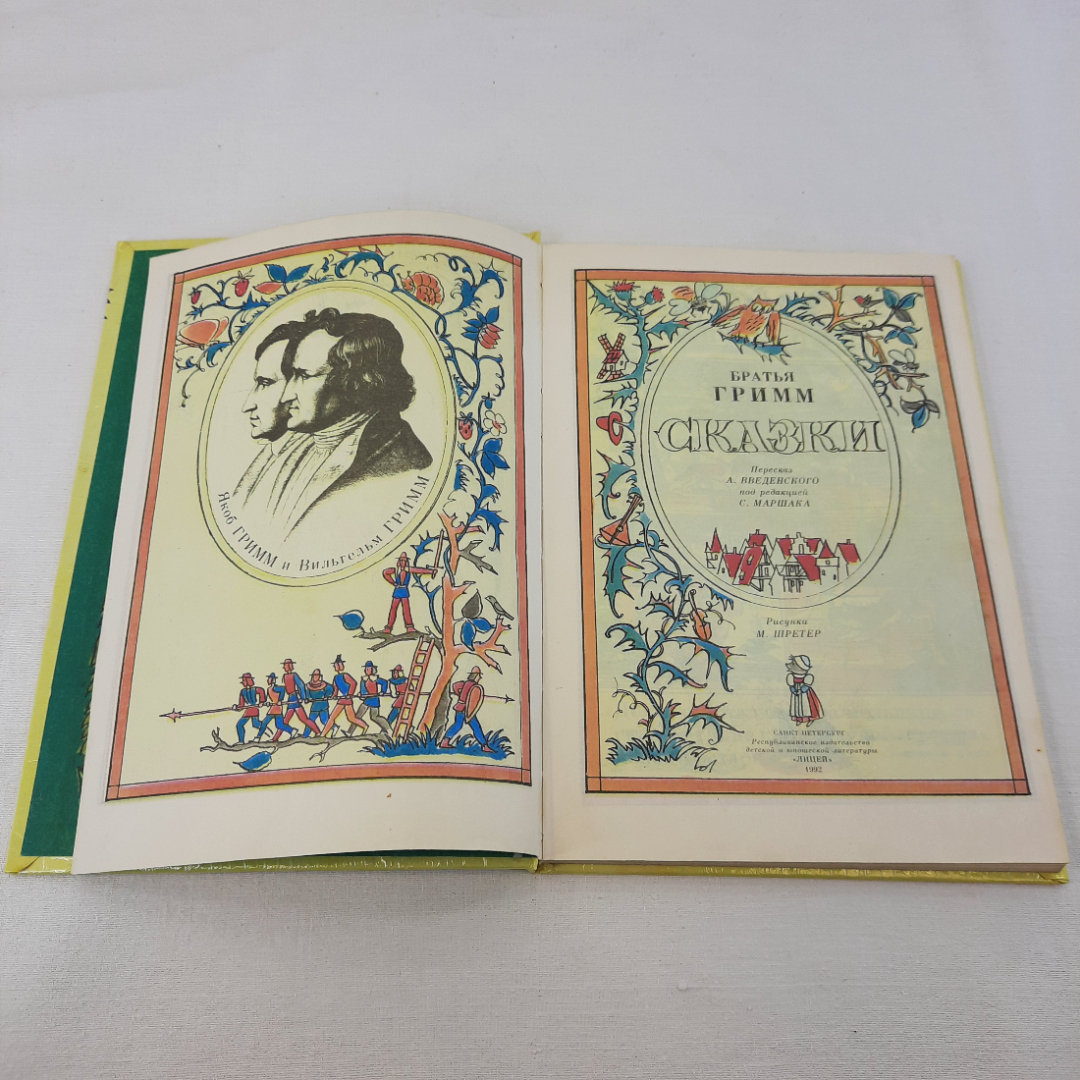 Якоб ГРИММ и Вильгельм ГРИММ
БРАТЬЯ
ГРИММ
СКАЗКИ
Пересказ
А. ВВЕДЕНСКОГО
под редакцией
С. МАРШАКА
Рисунки
М. ШРЕТЕР
САНКТ-ПЕТЕРБУРГ
Республиканское издательство
детской и юношеской литературы
«ЛИЦЕЙ»
1992